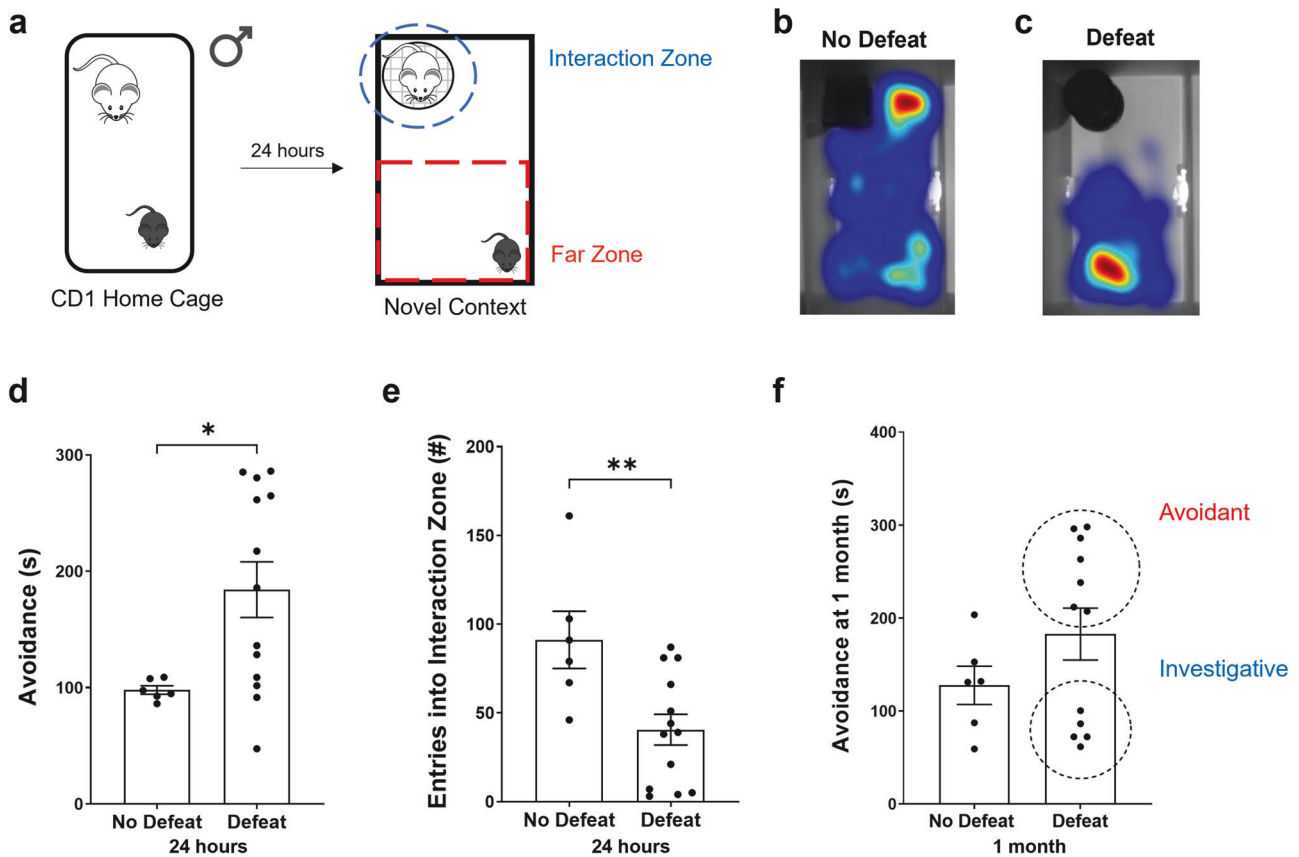 a
♂
24 hours
Interaction Zone
Far Zone
CD1 Home Cage
Novel Context
b
No Defeat
c
Defeat
d
Avoidance (s)
300
200
100
0
*
No Defeat
Defeat
24 hours
e
Entries into Interaction Zone (#)
200
150
100
50
0
**
No Defeat
Defeat
24 hours
f
Avoidance at 1 month (s)
400
300
200
100
0
Avoidant
Investigative
No Defeat
Defeat
1 month